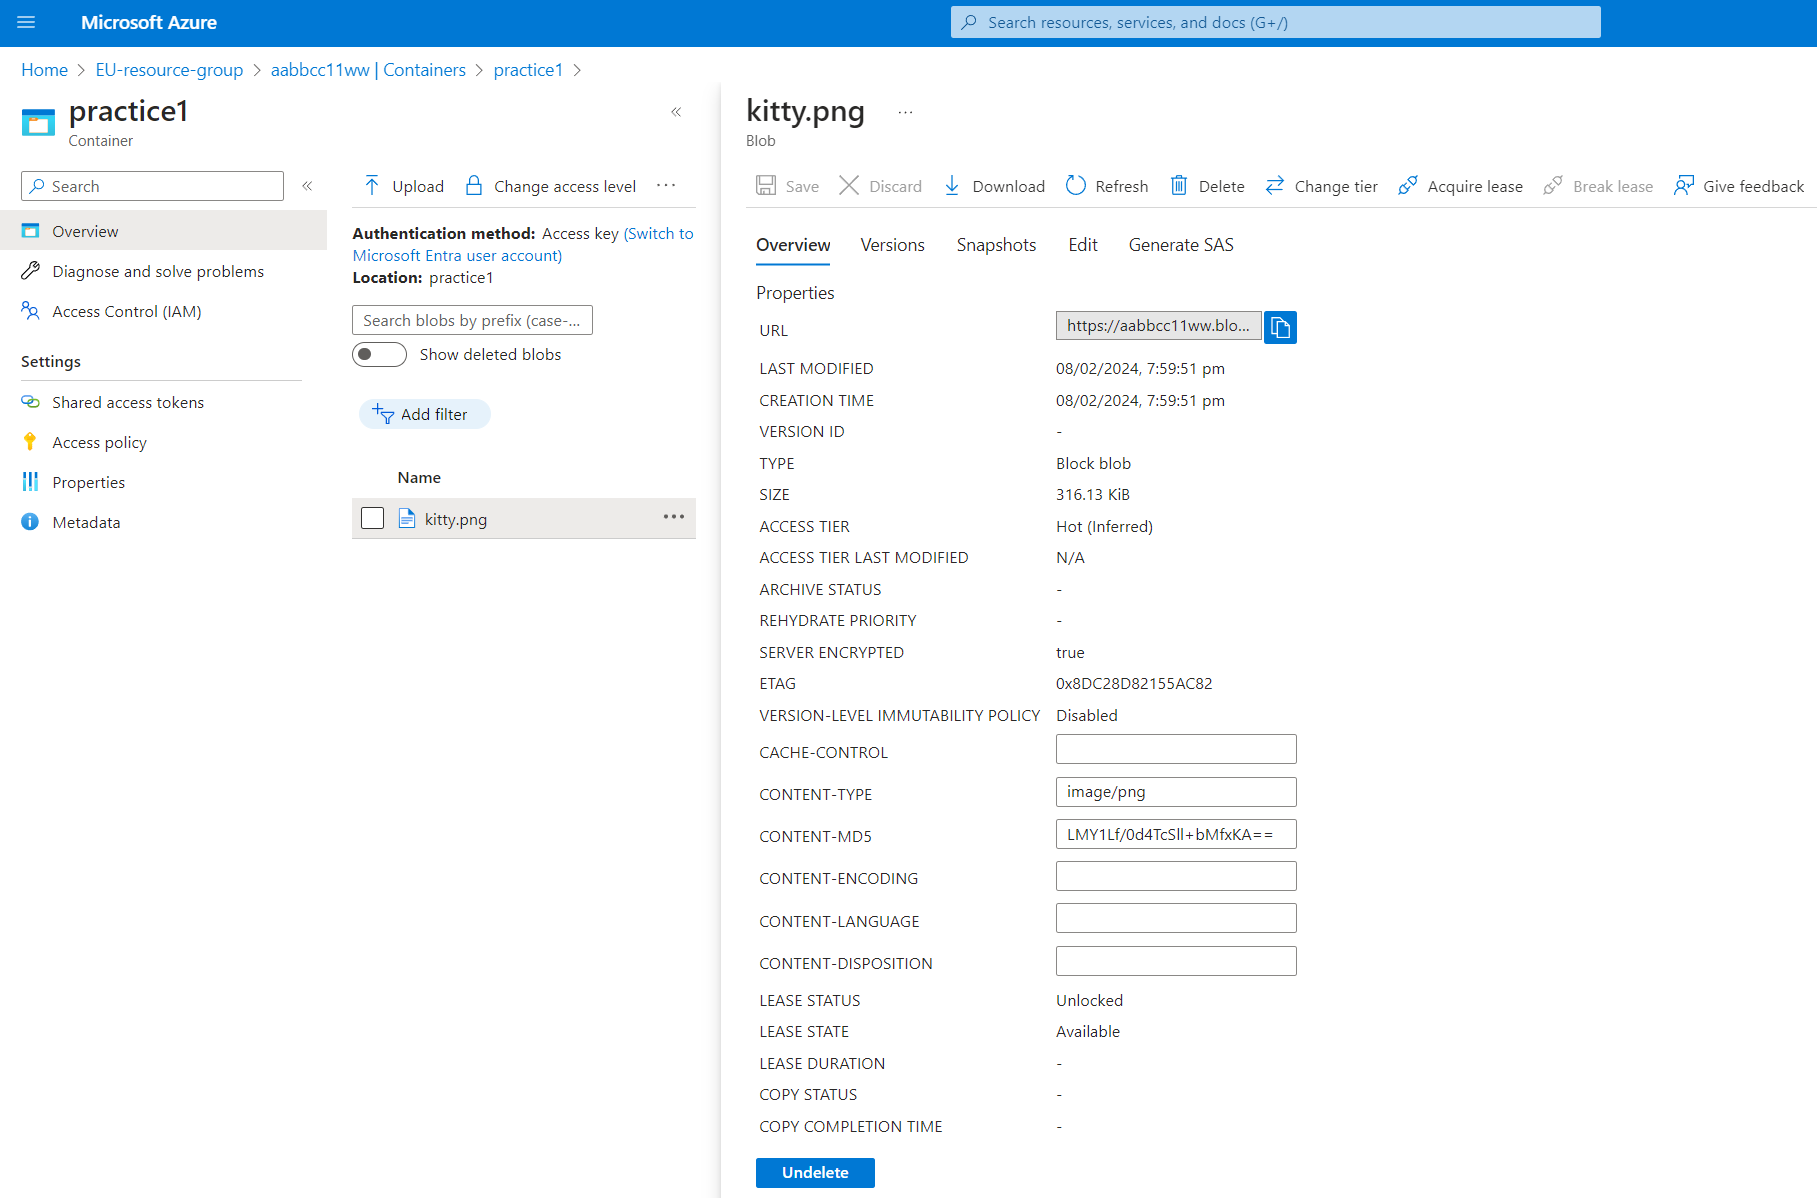 Microsoft Azure
Search resources, services, and docs (G+/)
Home > EU-resource-group > aabbcc11ww | Containers > practice1 >
practice1
Container
«
Search
«
Overview
Diagnose and solve problems
Access Control (IAM)
Settings
Shared access tokens
Access policy
Properties
Metadata
Upload Change access level ...
Authentication method: Access key (Switch to
Microsoft Entra user account)
Location: practice1
Search blobs by prefix (case-...
Show deleted blobs
Add filter
Name
kitty.png ...
kitty.png ...
Blob
Save Discard Download Refresh Delete Change tier Acquire lease Break lease Give feedback
Overview Versions Snapshots Edit Generate SAS
Properties
URL https://aabbcc11ww.blo...
LAST MODIFIED 08/02/2024, 7:59:51 pm
CREATION TIME 08/02/2024, 7:59:51 pm
VERSION ID -
TYPE Block blob
SIZE 316.13 KiB
ACCESS TIER Hot (Inferred)
ACCESS TIER LAST MODIFIED N/A
ARCHIVE STATUS -
REHYDRATE PRIORITY -
SERVER ENCRYPTED true
ETAG 0x8DC28D82155AC82
VERSION-LEVEL IMMUTABILITY POLICY Disabled
CACHE-CONTROL
CONTENT-TYPE image/png
CONTENT-MD5 LMY1Lf/0d4TcSll+bMfxKA==
CONTENT-ENCODING
CONTENT-LANGUAGE
CONTENT-DISPOSITION
LEASE STATUS Unlocked
LEASE STATE Available
LEASE DURATION -
COPY STATUS -
COPY COMPLETION TIME -
Undelete